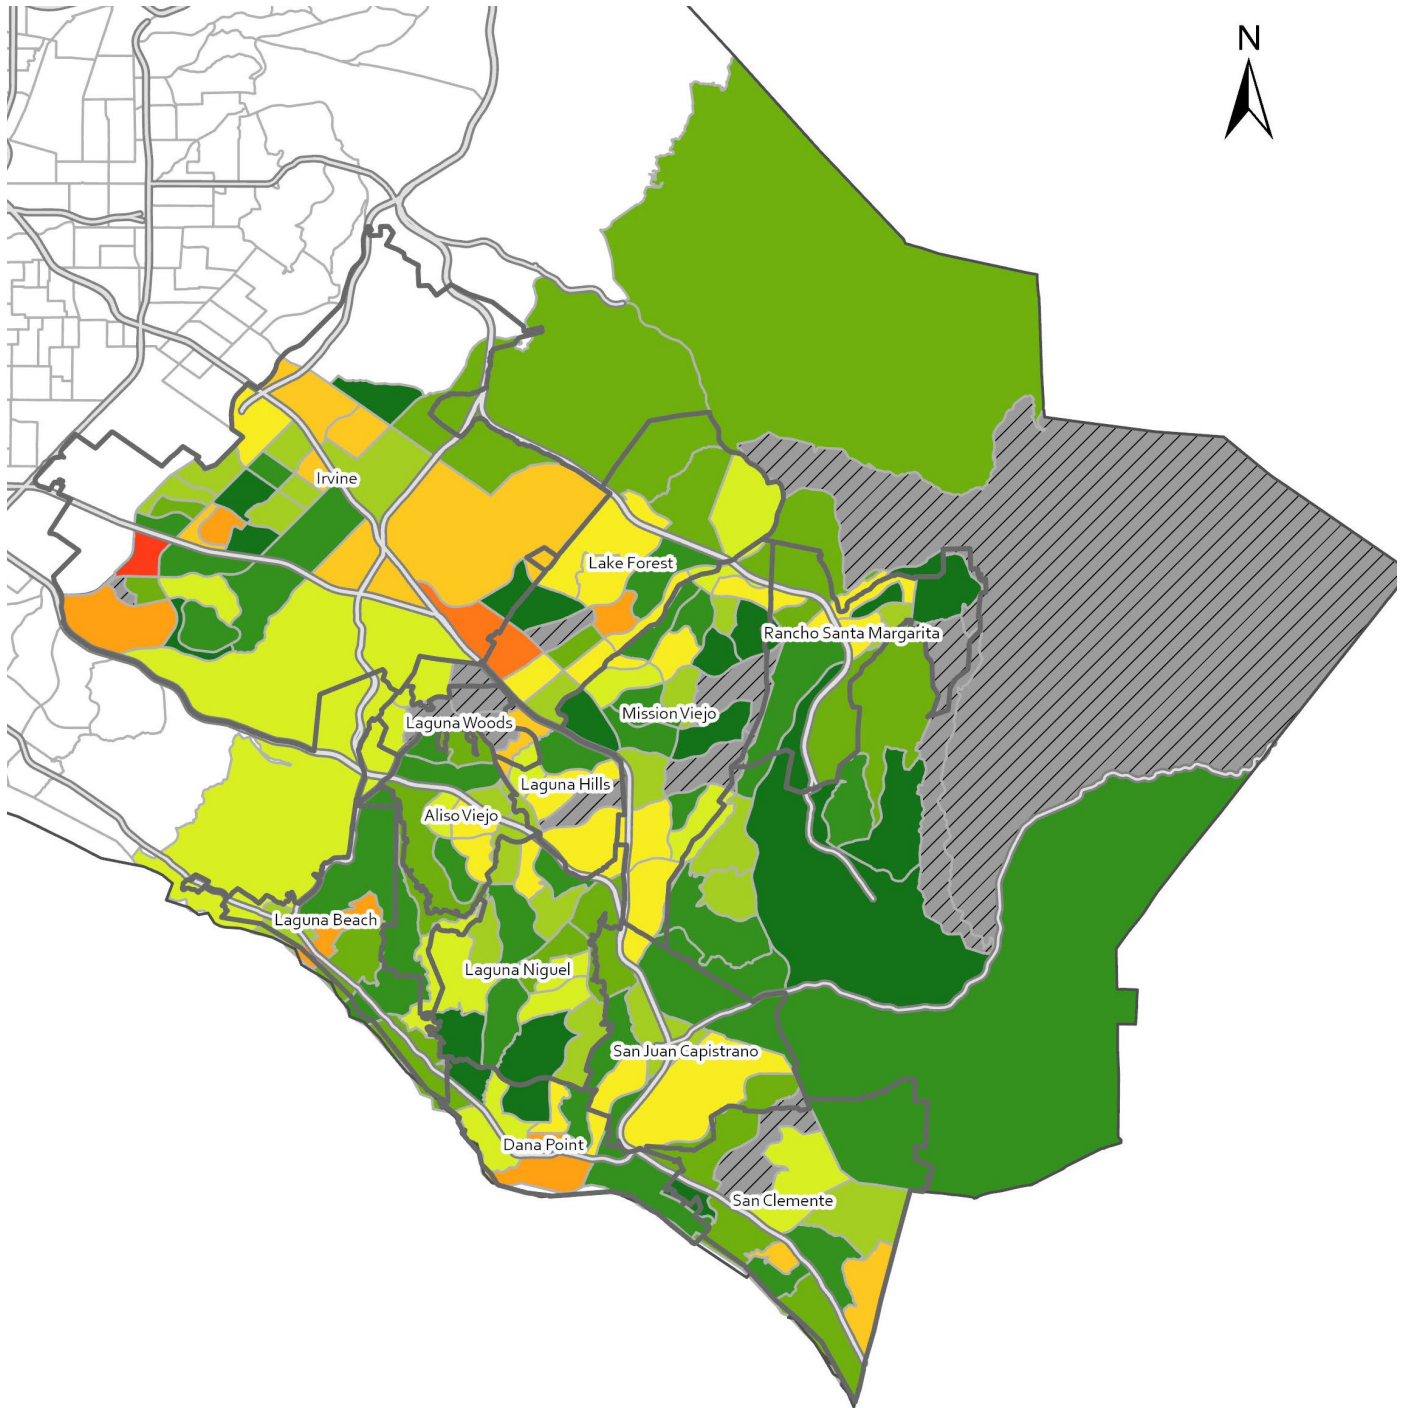 N
Irvine
Lake Forest
Rancho Santa Margarita
Mission Viejo
Laguna Woods
Laguna Hills
Aliso Viejo
Laguna Beach
Laguna Niguel
San Juan Capistrano
Dana Point
San Clemente